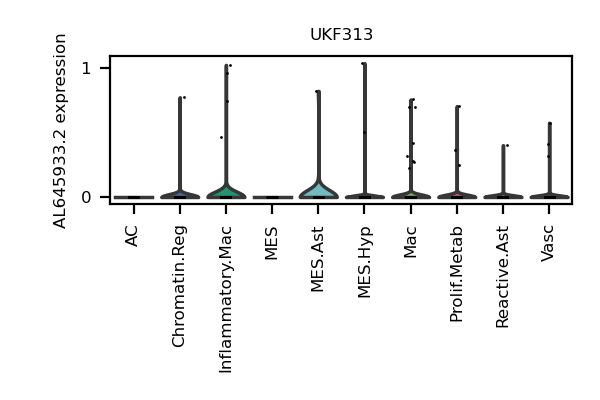 UKF313
AL645933.2 expression
1
0
AC
Chromatin.Reg
Inflammatory.Mac
MES
MES.Ast
MES.Hyp
Mac
Prolif.Metab
Reactive.Ast
Vasc